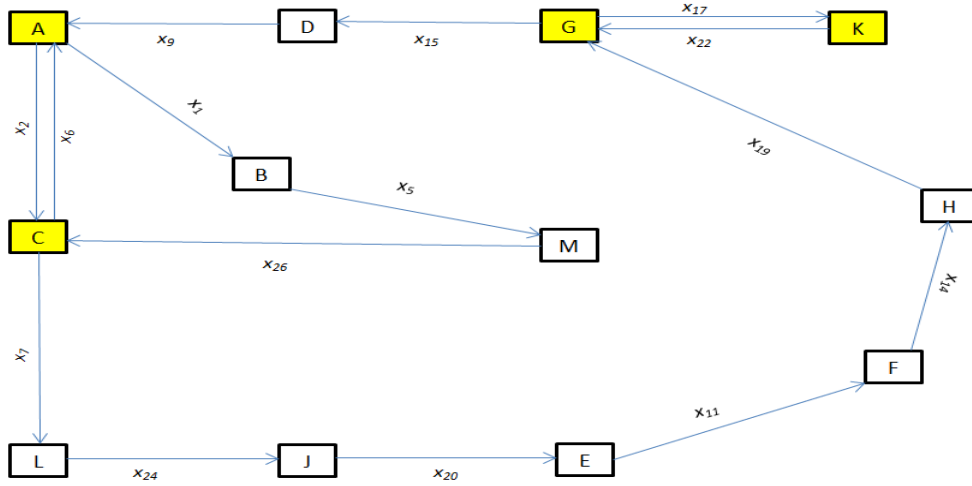 A
x₉
D
x₁₅
G
x₁₇
x₂₂
K
x₂
x₆
x₁
B
x₅
x₁₉
H
C
x₂₆
M
x₁₄
x₇
F
x₁₁
L
x₂₄
J
x₂₀
E